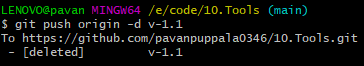 LENOVO@pavan MINGW64 /e/code/10.Tools (main)
$ git push origin -d v-1.1
To https://github.com/pavanpuppala0346/10.Tools.git
 - [deleted]         v-1.1